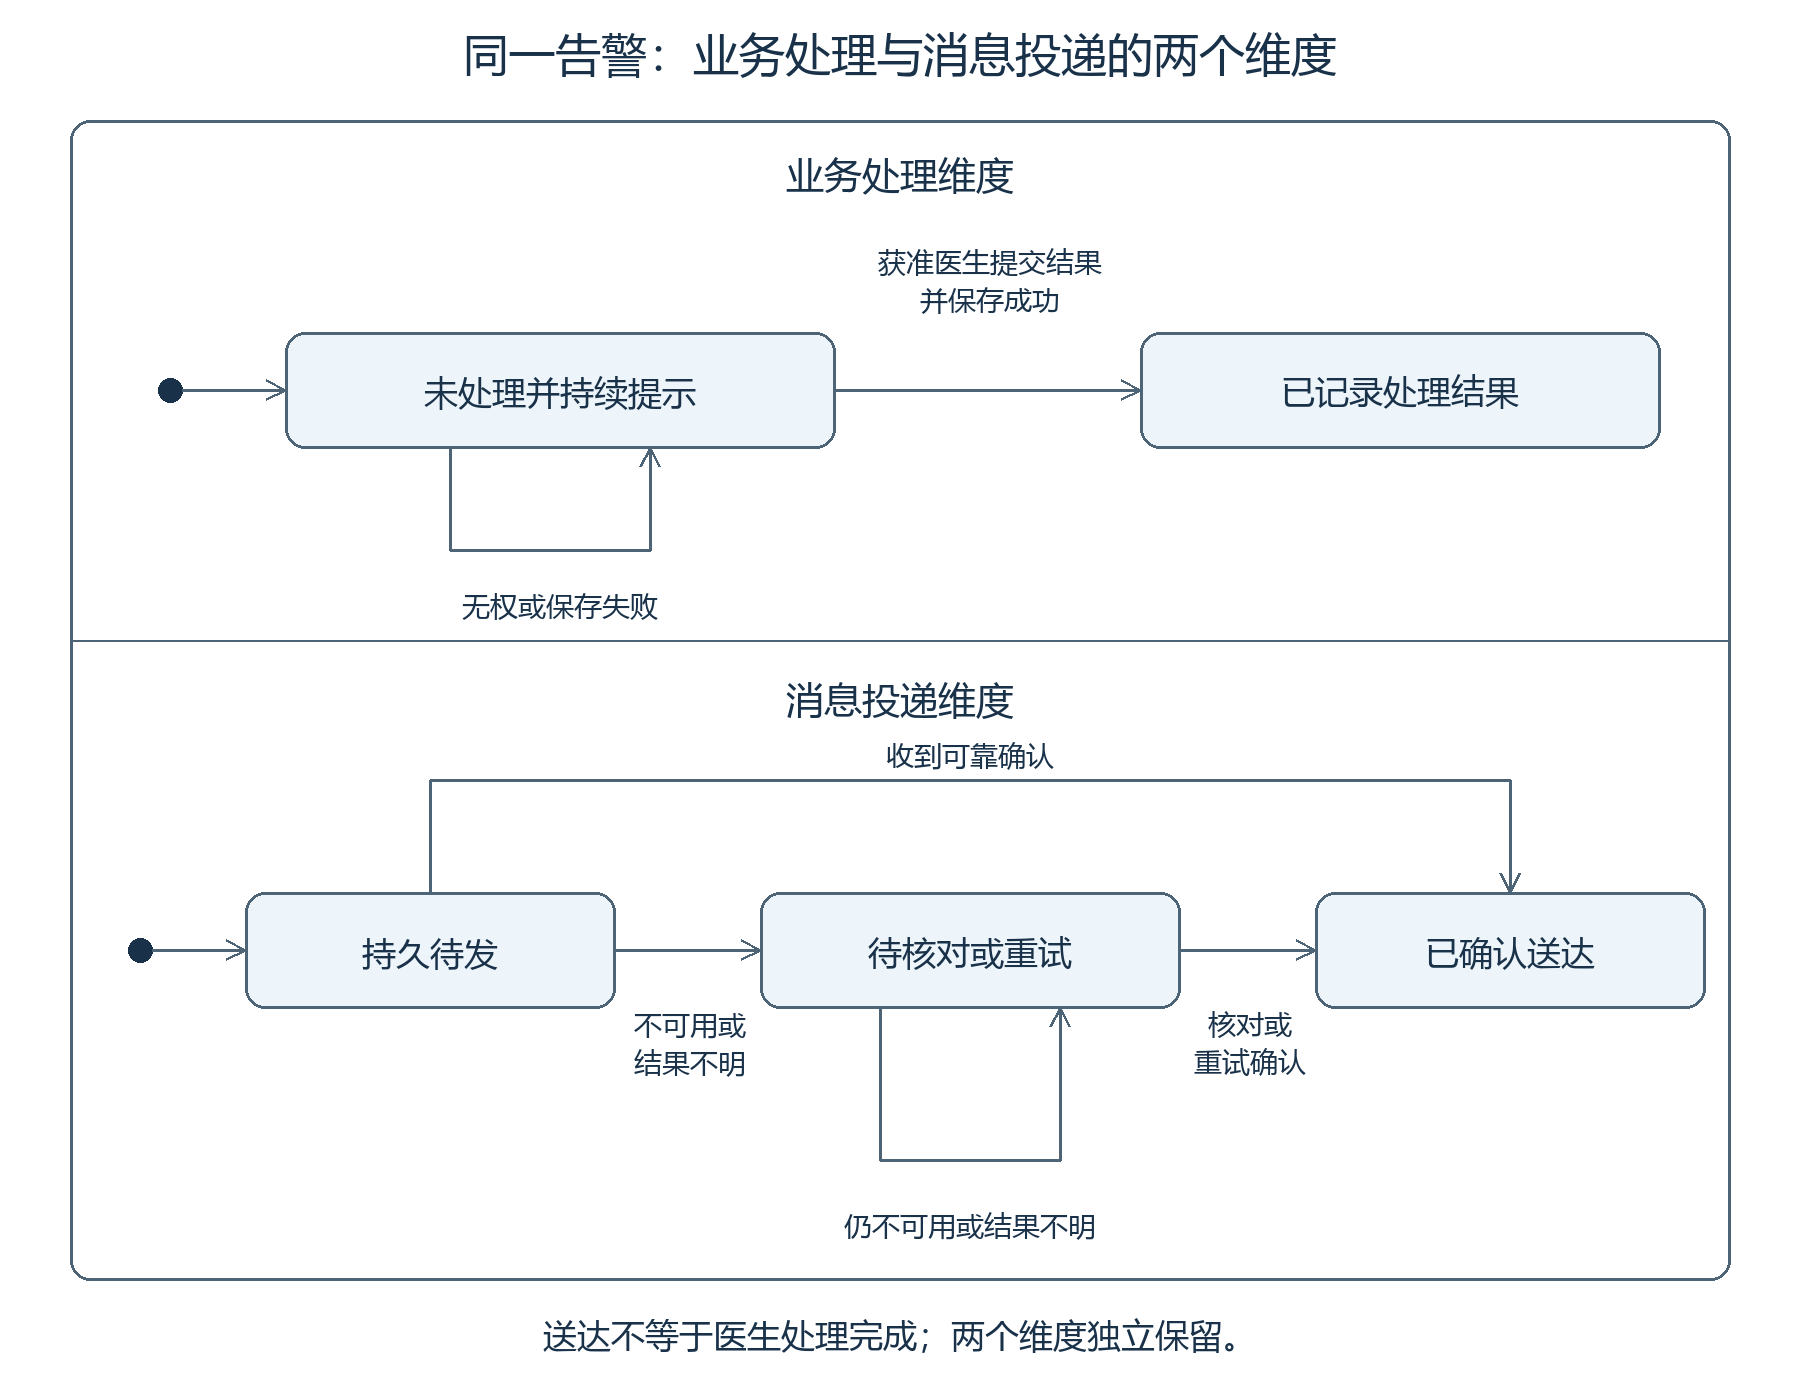 同一告警：业务处理与消息投递的两个维度
业务处理维度
获准医生提交结果
并保存成功
未处理并持续提示
已记录处理结果
无权或保存失败
消息投递维度
收到可靠确认
持久待发
待核对或重试
已确认送达
不可用或
结果不明
核对或
重试确认
仍不可用或结果不明
送达不等于医生处理完成；两个维度独立保留。